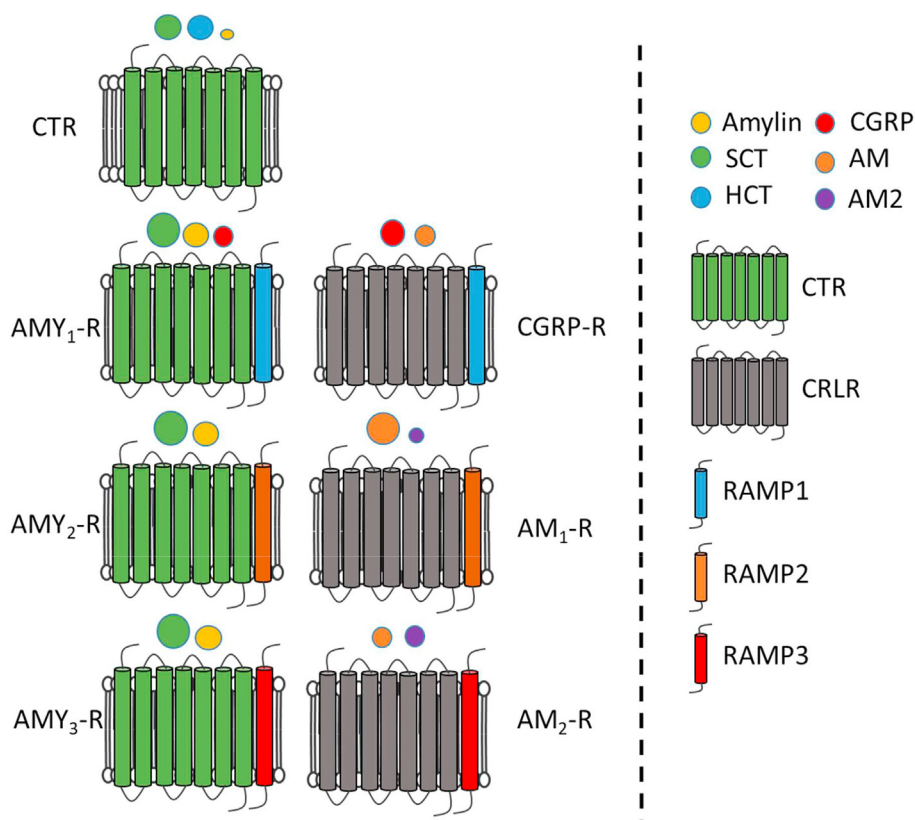 CTR
AMY₁-R
CGRP-R
AMY₂-R
AM₁-R
AMY₃-R
AM₂-R
Amylin
CGRP
SCT
AM
HCT
AM2
CTR
CRLR
RAMP1
RAMP2
RAMP3